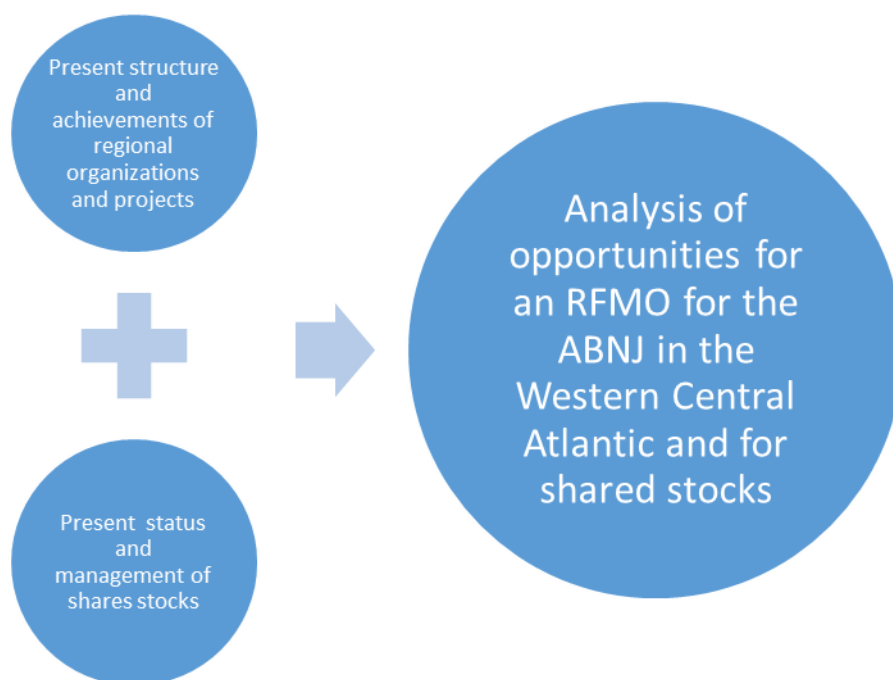 Present structure
and
achievements of
regional
organizations
and projects
Present status
and
management of
shares stocks
Analysis of
opportunities for
an RFMO for the
ABNJ in the
Western Central
Atlantic and for
shared stocks